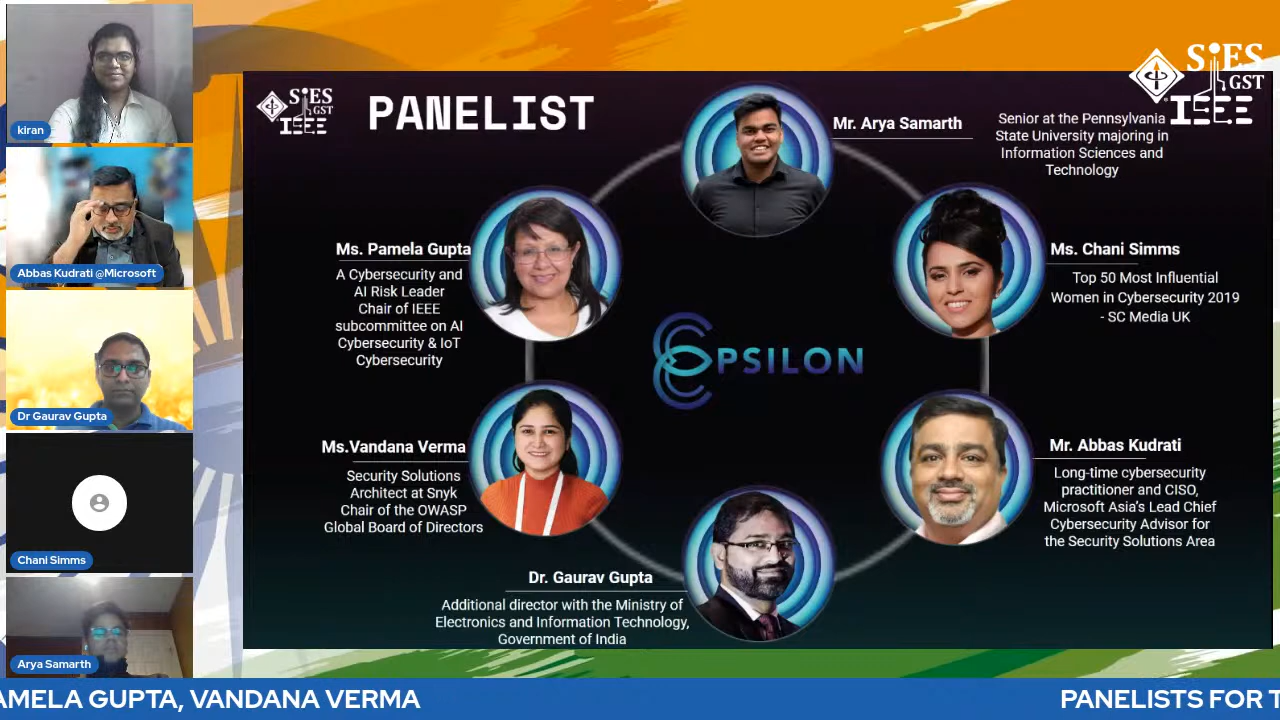 kiran
Abbas Kudrati @Microsoft
Dr Gaurav Gupta
Chani Simms
Arya Samarth
SiES
GST
IEEE
PANELIST
SiES
GST
IEEE
Mr. Arya Samarth
Senior at the Pennsylvania
State University majoring in
Information Sciences and
Technology
Ms. Pamela Gupta
A Cybersecurity and
AI Risk Leader
Chair of IEEE
subcommittee on AI
Cybersecurity & IoT
Cybersecurity
Ms. Chani Simms
Top 50 Most Influential
Women in Cybersecurity 2019
- SC Media UK
EPSILON
Ms.Vandana Verma
Security Solutions
Architect at Snyk
Chair of the OWASP
Global Board of Directors
Mr. Abbas Kudrati
Long-time cybersecurity
practitioner and CISO,
Microsoft Asia's Lead Chief
Cybersecurity Advisor for
the Security Solutions Area
Dr. Gaurav Gupta
Additional director with the Ministry of
Electronics and Information Technology,
Government of India
AMELA GUPTA, VANDANA VERMA
PANELISTS FOR T